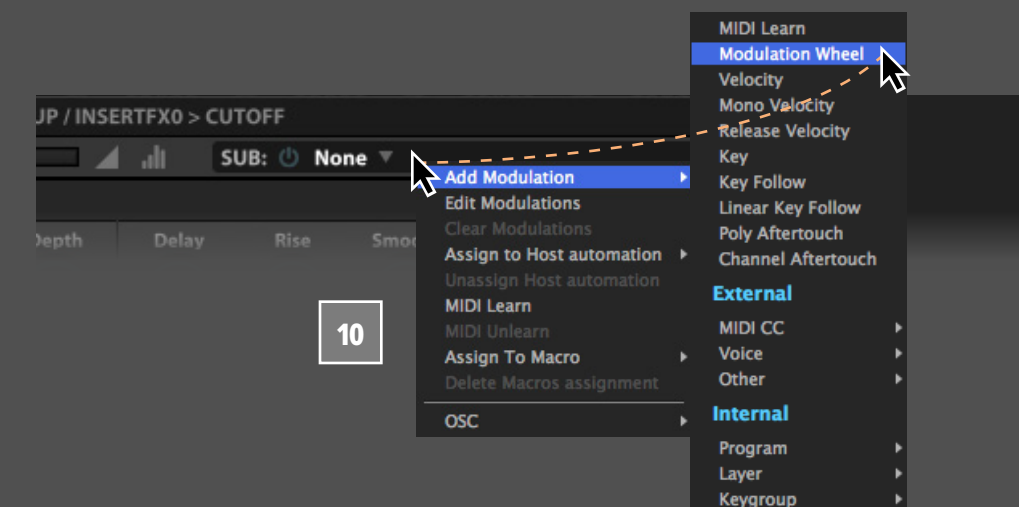 UP / INSERTFX0 > CUTOFF
SUB: None
Depth Delay Rise
10
Add Modulation
Edit Modulations
Clear Modulations
Assign to Host automation
Unassign Host automation
MIDI Learn
MIDI Unlearn
Assign To Macro
Delete Macros assignment
OSC
MIDI Learn
Modulation Wheel
Velocity
Mono Velocity
Release Velocity
Key
Key Follow
Linear Key Follow
Poly Aftertouch
Channel Aftertouch
External
MIDI CC
Voice
Other
Internal
Program
Layer
Keygroup